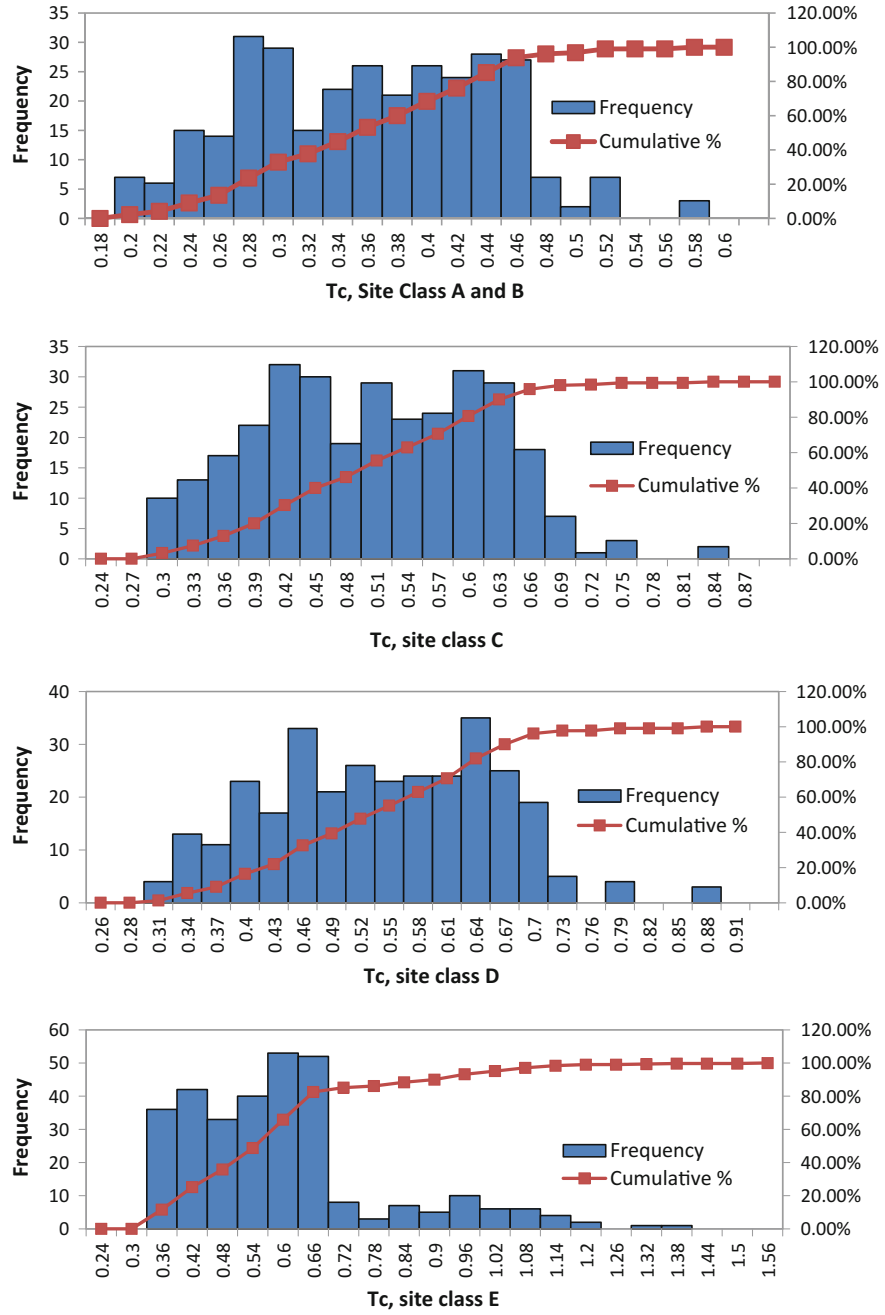 35 120.00%
30 100.00%
25 80.00%
20 Frequency
60.00%
15 Cumulative %
40.00%
10
5 20.00%
0 0.00%
Frequency
0.18 0.2 0.22 0.24 0.26 0.28 0.3 0.32 0.34 0.36 0.38 0.4 0.42 0.44 0.46 0.48 0.5 0.52 0.54 0.56 0.58 0.6
Tc, Site Class A and B
35 120.00%
30 100.00%
25 80.00%
20 Frequency
60.00%
15 Cumulative %
40.00%
10
5 20.00%
0 0.00%
Frequency
0.24 0.27 0.3 0.33 0.36 0.39 0.42 0.45 0.48 0.51 0.54 0.57 0.6 0.63 0.66 0.69 0.72 0.75 0.78 0.81 0.84 0.87
Tc, site class C
40 120.00%
100.00%
30 80.00%
20 Frequency
60.00%
Cumulative %
40.00%
10
20.00%
0 0.00%
Frequency
0.26 0.28 0.31 0.34 0.37 0.4 0.43 0.46 0.49 0.52 0.55 0.58 0.61 0.64 0.67 0.7 0.73 0.76 0.79 0.82 0.85 0.88 0.91
Tc, site class D
60 120.00%
50 100.00%
40 80.00%
30 60.00%
Frequency
20 40.00%
Cumulative %
10 20.00%
0 0.00%
Frequency
0.24 0.3 0.36 0.42 0.48 0.54 0.6 0.66 0.72 0.78 0.84 0.9 0.96 1.02 1.08 1.14 1.2 1.26 1.32 1.38 1.44 1.5 1.56
Tc, site class E